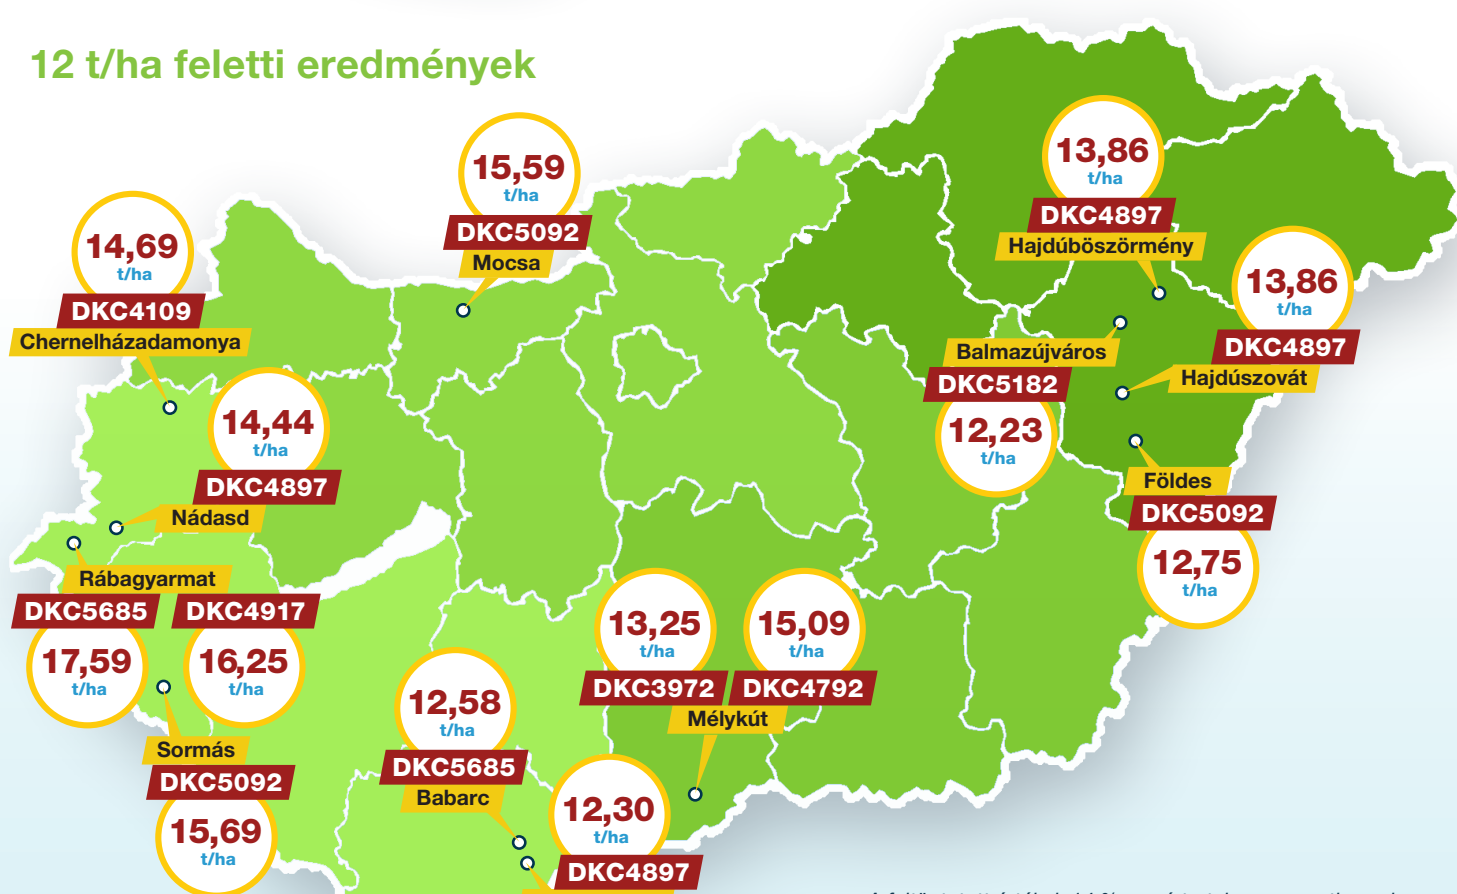 12 t/ha feletti eredmények
15,59
t/ha
DKC5092
Mocsa
13,86
t/ha
DKC4897
Hajdúböszörmény
14,69
t/ha
DKC4109
Chernelházadamonya
13,86
t/ha
DKC4897
Hajdúszovát
Balmazújváros
DKC5182
12,23
t/ha
14,44
t/ha
DKC4897
Nádasd
Földes
DKC5092
12,75
t/ha
Rábagyarmat
DKC5685
17,59
t/ha
DKC4917
16,25
t/ha
13,25
t/ha
DKC3972
15,09
t/ha
DKC4792
Mélykút
12,58
t/ha
DKC5685
Babarc
Sormás
DKC5092
15,69
t/ha
12,30
t/ha
DKC4897